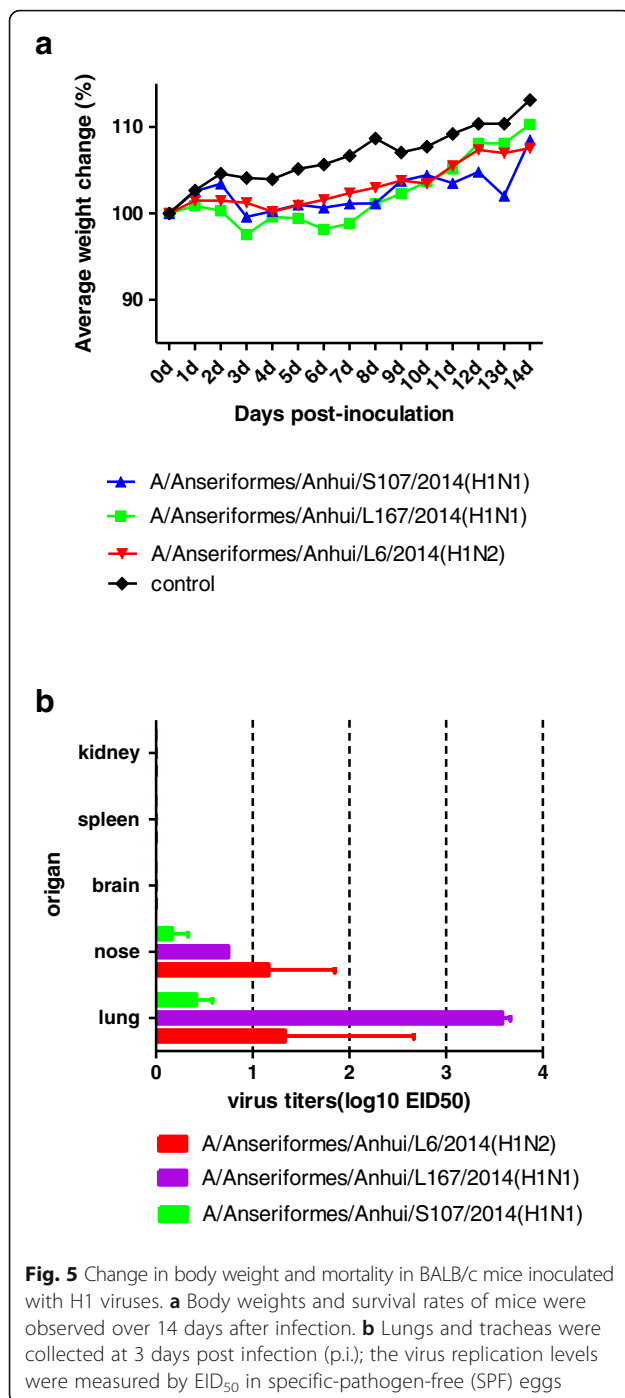 a
Average weight change (%)
110
100
90
0d 1d 2d 3d 4d 5d 6d 7d 8d 9d 10d 11d 12d 13d 14d
Days post-inoculation
A/Anseriformes/Anhui/S107/2014(H1N1)
A/Anseriformes/Anhui/L167/2014(H1N1)
A/Anseriformes/Anhui/L6/2014(H1N2)
control
b
origan
kidney
spleen
brain
nose
lung
0 1 2 3 4
virus titers(log10 EID50)
A/Anseriformes/Anhui/L6/2014(H1N2)
A/Anseriformes/Anhui/L167/2014(H1N1)
A/Anseriformes/Anhui/S107/2014(H1N1)
Fig. 5 Change in body weight and mortality in BALB/c mice inoculated
with H1 viruses. a Body weights and survival rates of mice were
observed over 14 days after infection. b Lungs and tracheas were
collected at 3 days post infection (p.i.); the virus replication levels
were measured by EID50 in specific-pathogen-free (SPF) eggs